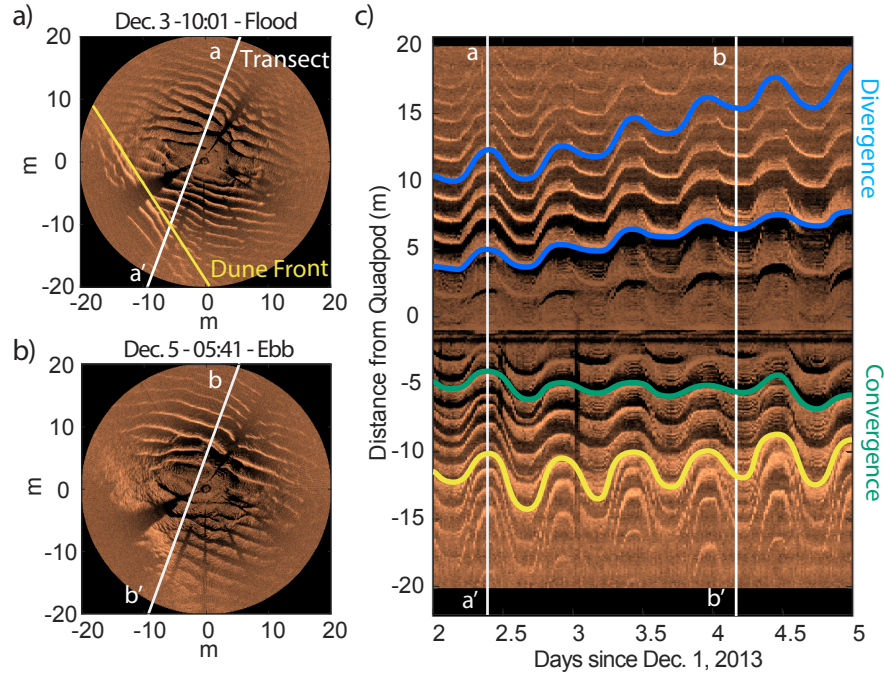 a)
Dec. 3 -10:01 - Flood
20
10
0
-10
-20
m
a
Transect
a'
Dune Front
-20
-10
0
10
20
m
b)
Dec. 5 - 05:41 - Ebb
20
10
0
-10
-20
m
b
b'
-20
-10
0
10
20
m
c)
20
15
10
5
0
-5
-10
-15
-20
Distance from Quadpod (m)
a
b
a'
b'
Divergence
Convergence
2
2.5
3
3.5
4
4.5
5
Days since Dec. 1, 2013